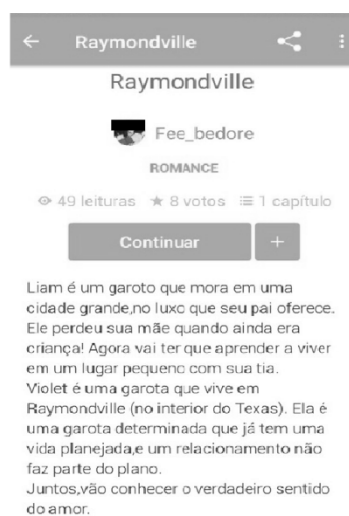 Raymondville
Raymondville
Fee_bedore
ROMANCE
49 leituras 8 votos 1 capítulo
Continuar +
Liam é um garoto que mora em uma
cidade grande,no luxo que seu pai oferece.
Ele perdeu sua mãe quando ainda era
criança! Agora vai ter que aprender a viver
em um lugar pequeno com sua tia.
Violet é uma garota que vive em
Raymondville (no interior do Texas). Ela é
uma garota determinada que já tem uma
vida planejada,e um relacionamento não
faz parte do plano.
Juntos,vão conhecer o verdadeiro sentido
do amor.